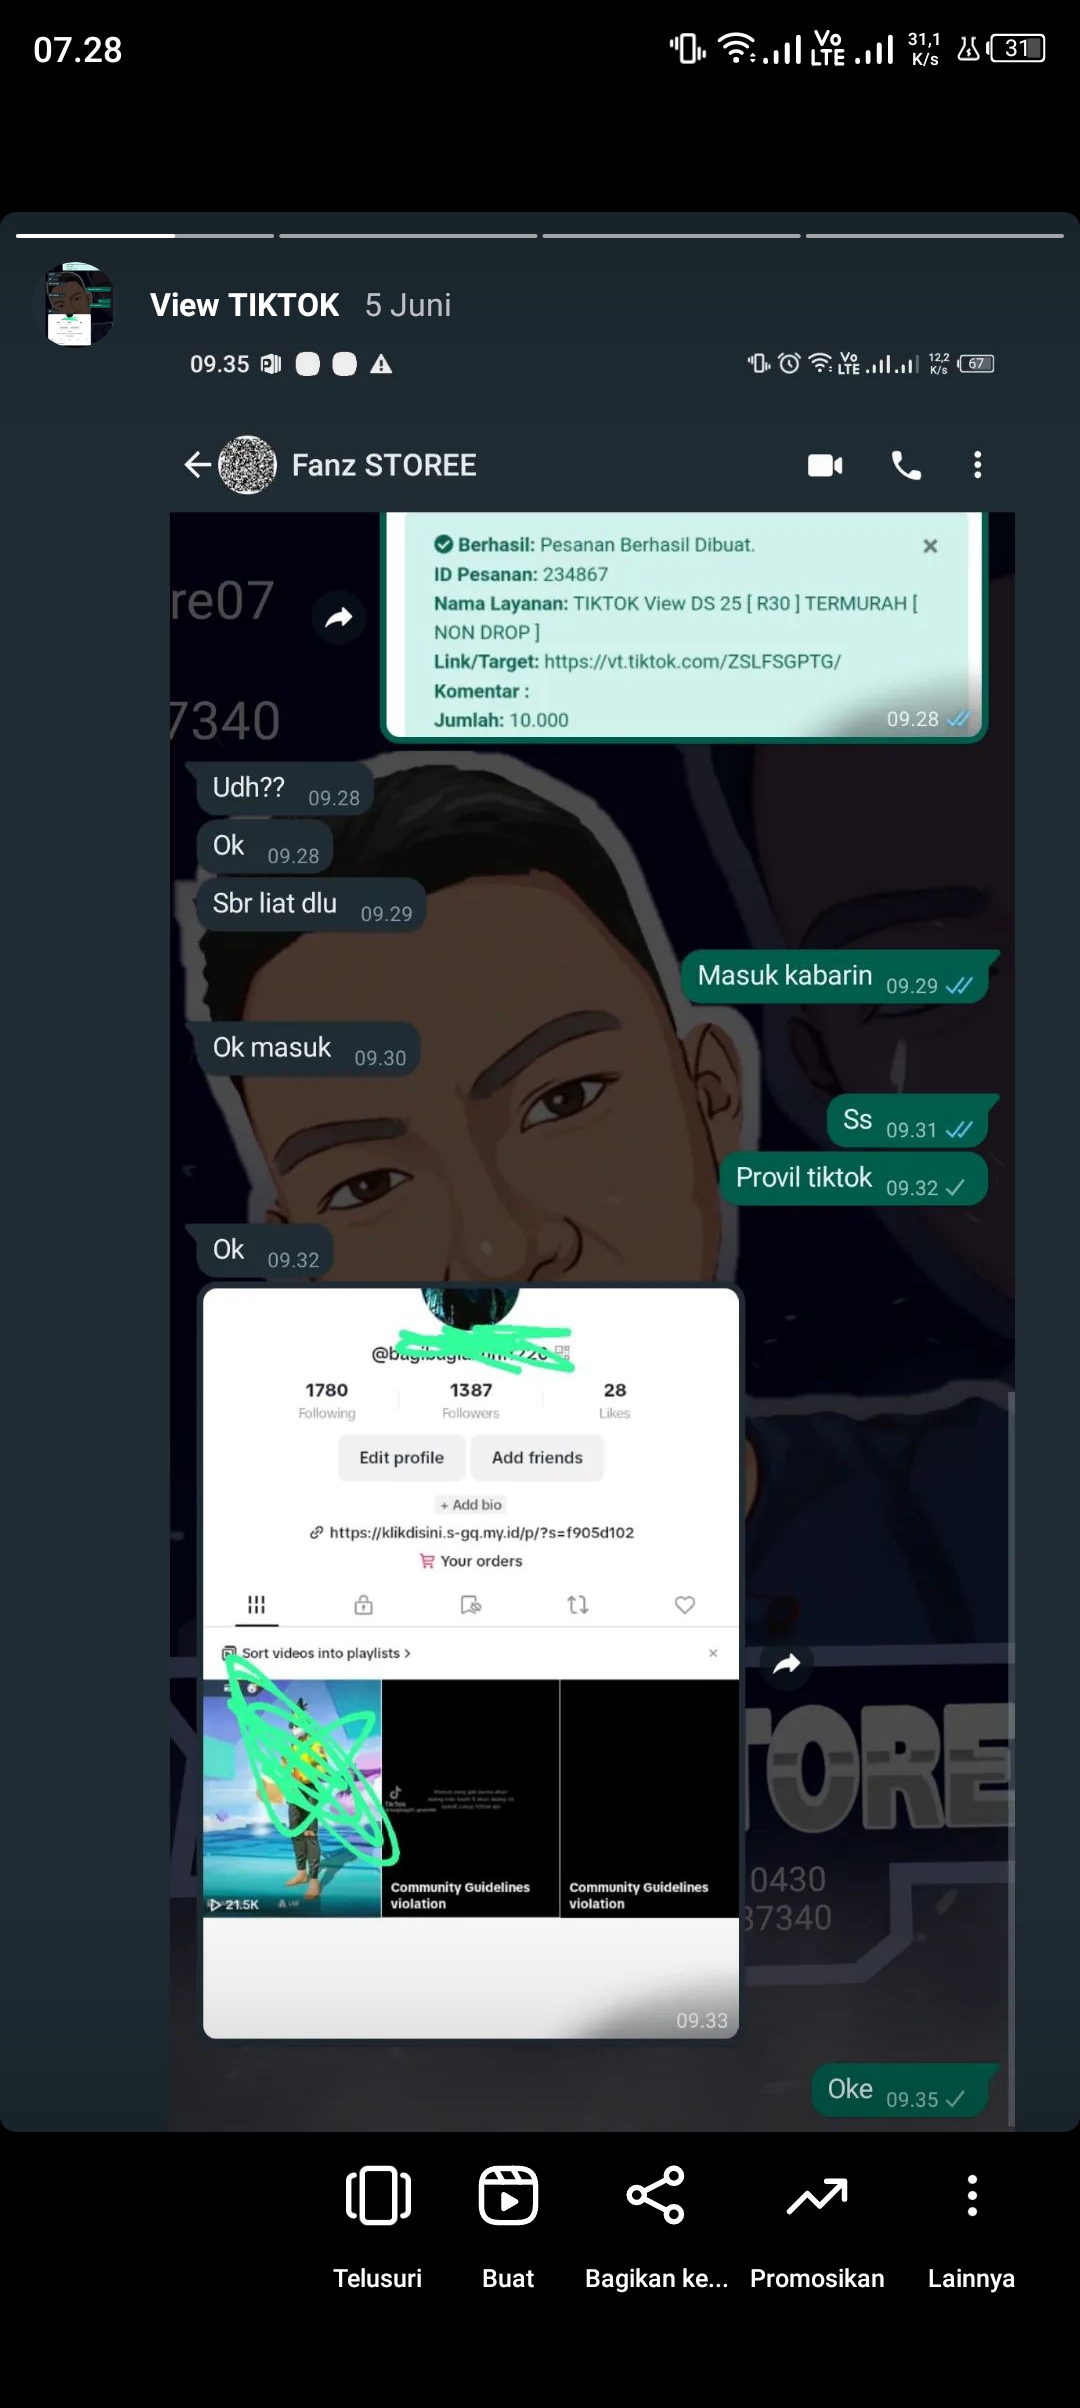 07.28
Vo
LTE
31,1
K/s
31
View TIKTOK 5 Juni
09.35
Vo
LTE
12,2
K/s
67
Fanz STOREE
re07
7340
Berhasil: Pesanan Berhasil Dibuat.
ID Pesanan: 234867
Nama Layanan: TIKTOK View DS 25 [ R30 ] TERMURAH [
NON DROP ]
Link/Target: https://vt.tiktok.com/ZSLFSGPTG/
Komentar :
Jumlah: 10.000
09.28
Udh?? 09.28
Ok 09.28
Sbr liat dlu 09.29
Masuk kabarin 09.29
Ok masuk 09.30
Ss 09.31
Provil tiktok 09.32
Ok 09.32
1780 1387 28
Following Followers Likes
Edit profile Add friends
+ Add bio
https://klikdisini.s-gq.my.id/p/?s=f905d102
Your orders
Sort videos into playlists >
TORE
21.5K
Community Guidelines
violation
Community Guidelines
violation
0430
37340
09.33
Oke 09.35
Telusuri Buat Bagikan ke... Promosikan Lainnya